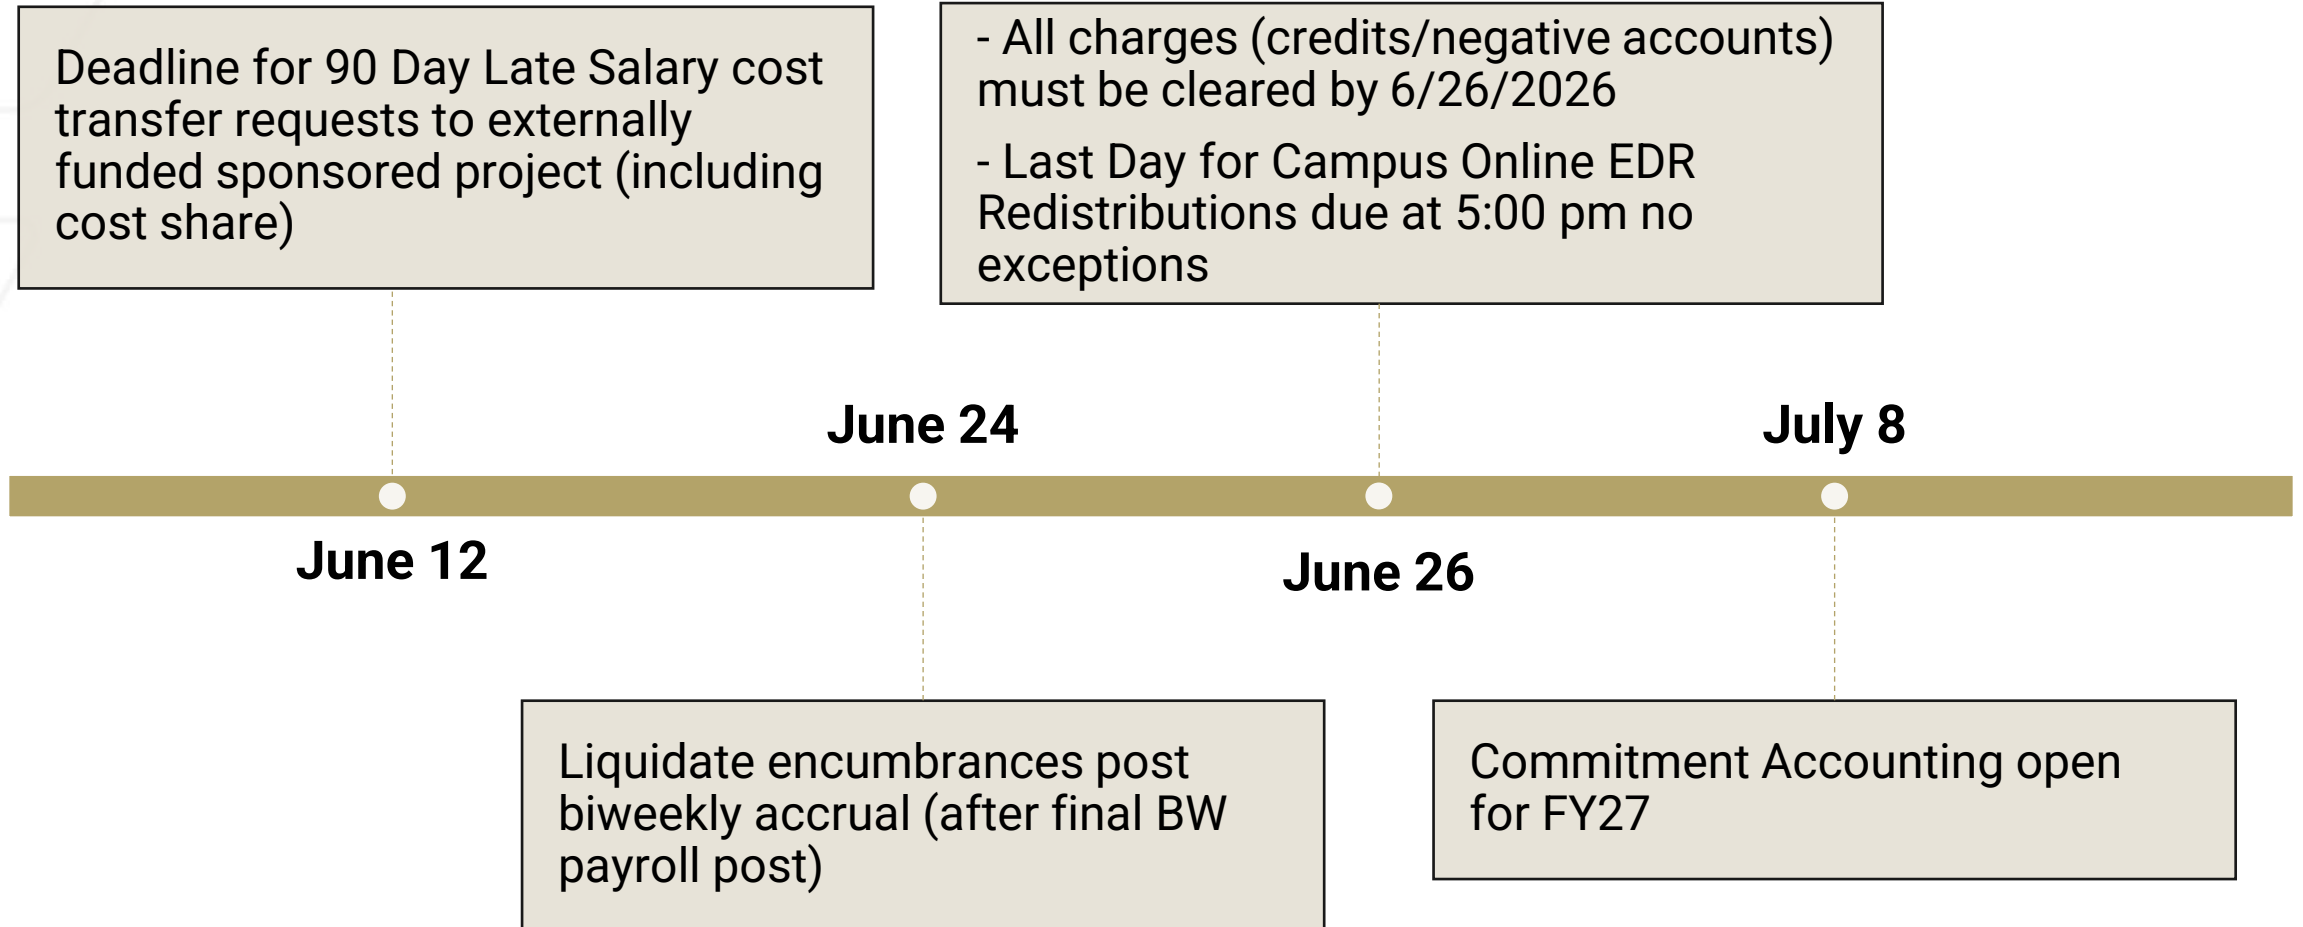 Deadline for 90 Day Late Salary cost
transfer requests to externally
funded sponsored project (including
cost share)
- All charges (credits/negative accounts)
must be cleared by 6/26/2026
- Last Day for Campus Online EDR
Redistributions due at 5:00 pm no
exceptions
June 24
July 8
June 12
June 26
Liquidate encumbrances post
biweekly accrual (after final BW
payroll post)
Commitment Accounting open
for FY27